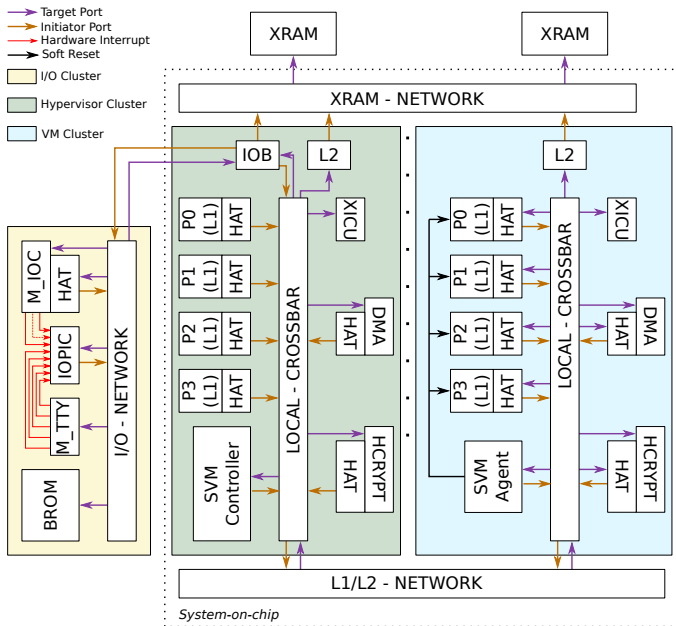 Target Port
Initiator Port
Hardware Interrupt
Soft Reset
I/O Cluster
Hypervisor Cluster
VM Cluster
XRAM
XRAM
XRAM - NETWORK
IOB
L2
L2
P0
(L1)
HAT
XICU
P1
(L1)
HAT
P2
(L1)
HAT
DMA
HAT
P3
(L1)
HAT
LOCAL - CROSSBAR
SVM
Controller
HCRYPT
HAT
P0
(L1)
HAT
XICU
P1
(L1)
HAT
P2
(L1)
HAT
DMA
HAT
P3
(L1)
HAT
LOCAL - CROSSBAR
SVM
Agent
HCRYPT
HAT
M_IOC
HAT
IOPIC
M_TTY
BROM
I/O - NETWORK
L1/L2 - NETWORK
System-on-chip